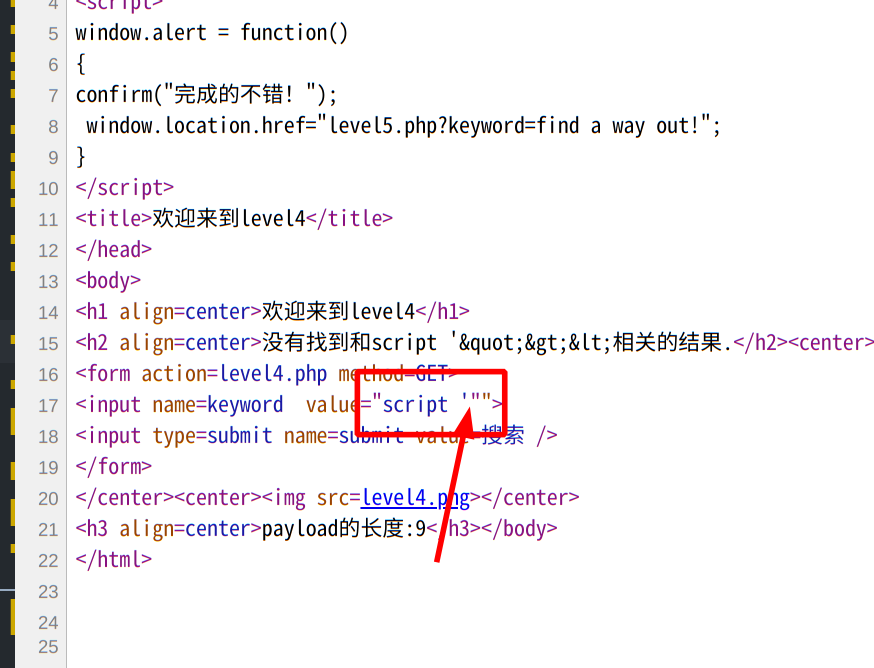 4 <script>
5 window.alert = function()
6 {
7 confirm("完成的不错！");
8 window.location.href="level5.php?keyword=find a way out!";
9 }
10 </script>
11 <title>欢迎来到level4</title>
12 </head>
13 <body>
14 <h1 align=center>欢迎来到level4</h1>
15 <h2 align=center>没有找到和script '&quot;&gt;&lt;相关的结果.</h2><center>
16 <form action=level4.php method=GET>
17 <input name=keyword  value="script '"">
18 <input type=submit name=submit value=搜索 />
19 </form>
20 </center><center><img src=level4.png></center>
21 <h3 align=center>payload的长度:9</h3></body>
22 </html>
23
24
25